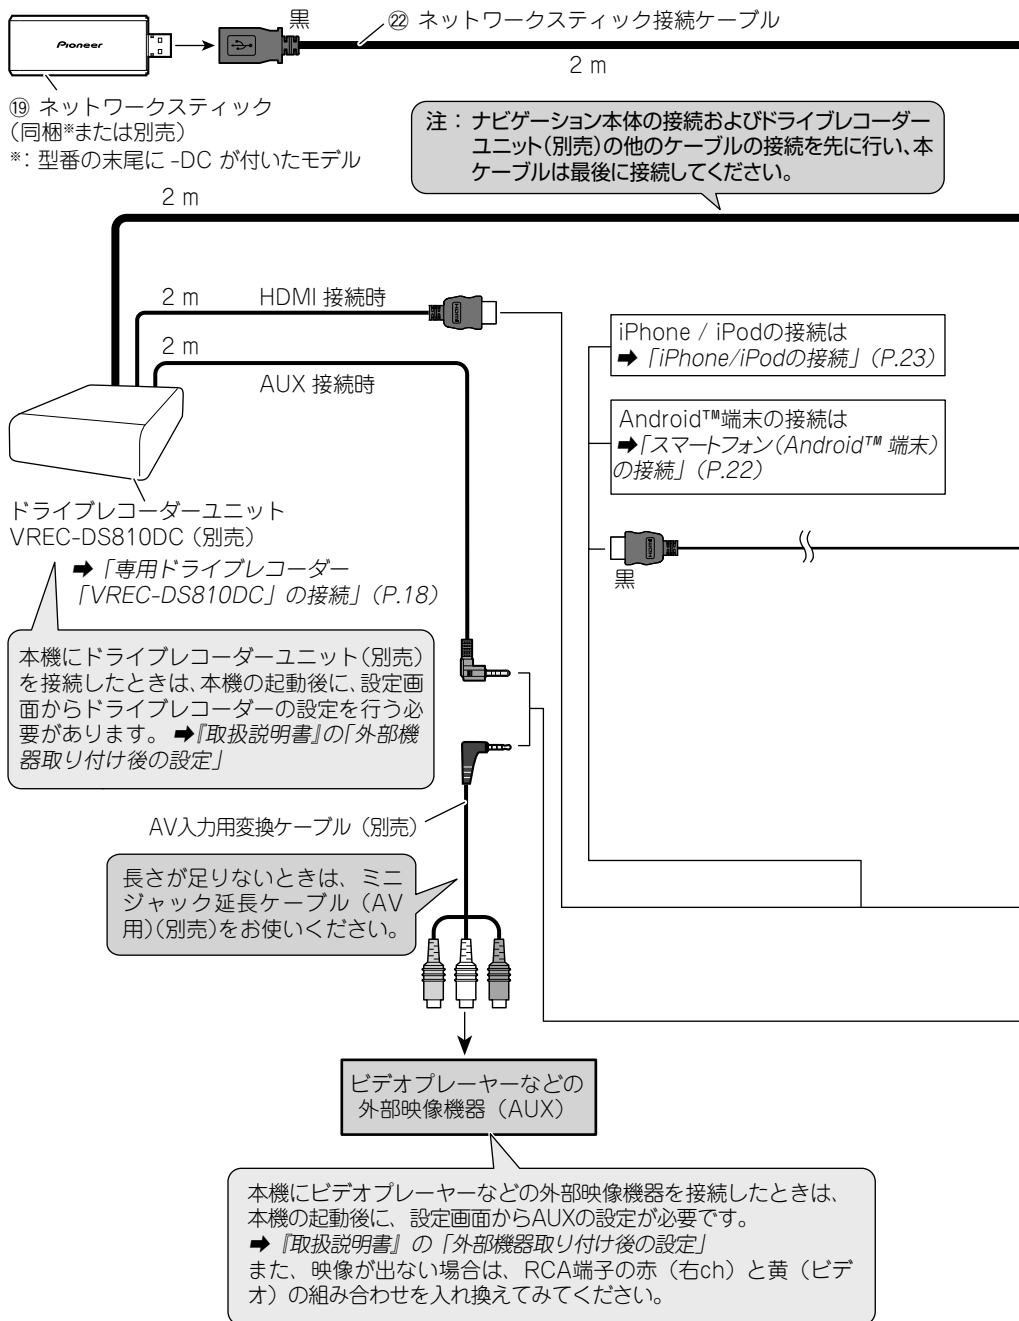 Pioneer
黒
㉒ ネットワークスティック接続ケーブル
2 m
⑲ ネットワークスティック
（同梱※または別売）
※：型番の末尾に -DC が付いたモデル
注：ナビゲーション本体の接続およびドライブレコーダー
ユニット（別売）の他のケーブルの接続を先に行い、本
ケーブルは最後に接続してください。
2 m
2 m
HDMI 接続時
2 m
AUX 接続時
iPhone / iPodの接続は
➡「iPhone/iPodの接続」（P.23）
Android™端末の接続は
➡「スマートフォン（Android™ 端末）
の接続」（P.22）
黒
ドライブレコーダーユニット
VREC-DS810DC（別売）
➡「専用ドライブレコーダー
「VREC-DS810DC」の接続」（P.18）
本機にドライブレコーダーユニット（別売）
を接続したときは、本機の起動後に、設定画
面からドライブレコーダーの設定を行う必
要があります。➡『取扱説明書』の「外部機
器取り付け後の設定」
AV入力用変換ケーブル（別売）
長さが足りないときは、ミニ
ジャック延長ケーブル（AV
用）（別売）をお使いください。
ビデオプレーヤーなどの
外部映像機器（AUX）
本機にビデオプレーヤーなどの外部映像機器を接続したときは、
本機の起動後に、設定画面からAUXの設定が必要です。
➡『取扱説明書』の「外部機器取り付け後の設定」
また、映像が出ない場合は、RCA端子の赤（右ch）と黄（ビデ
オ）の組み合わせを入れ換えてみてください。